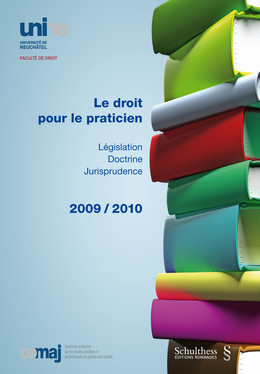 unine
UNIVERSITÉ DE
NEUCHÂTEL
FACULTÉ DE DROIT
Le droit
pour le praticien
Législation
Doctrine
Jurisprudence
2009 / 2010
cemaj
Schulthess §
ÉDITIONS ROMANDES